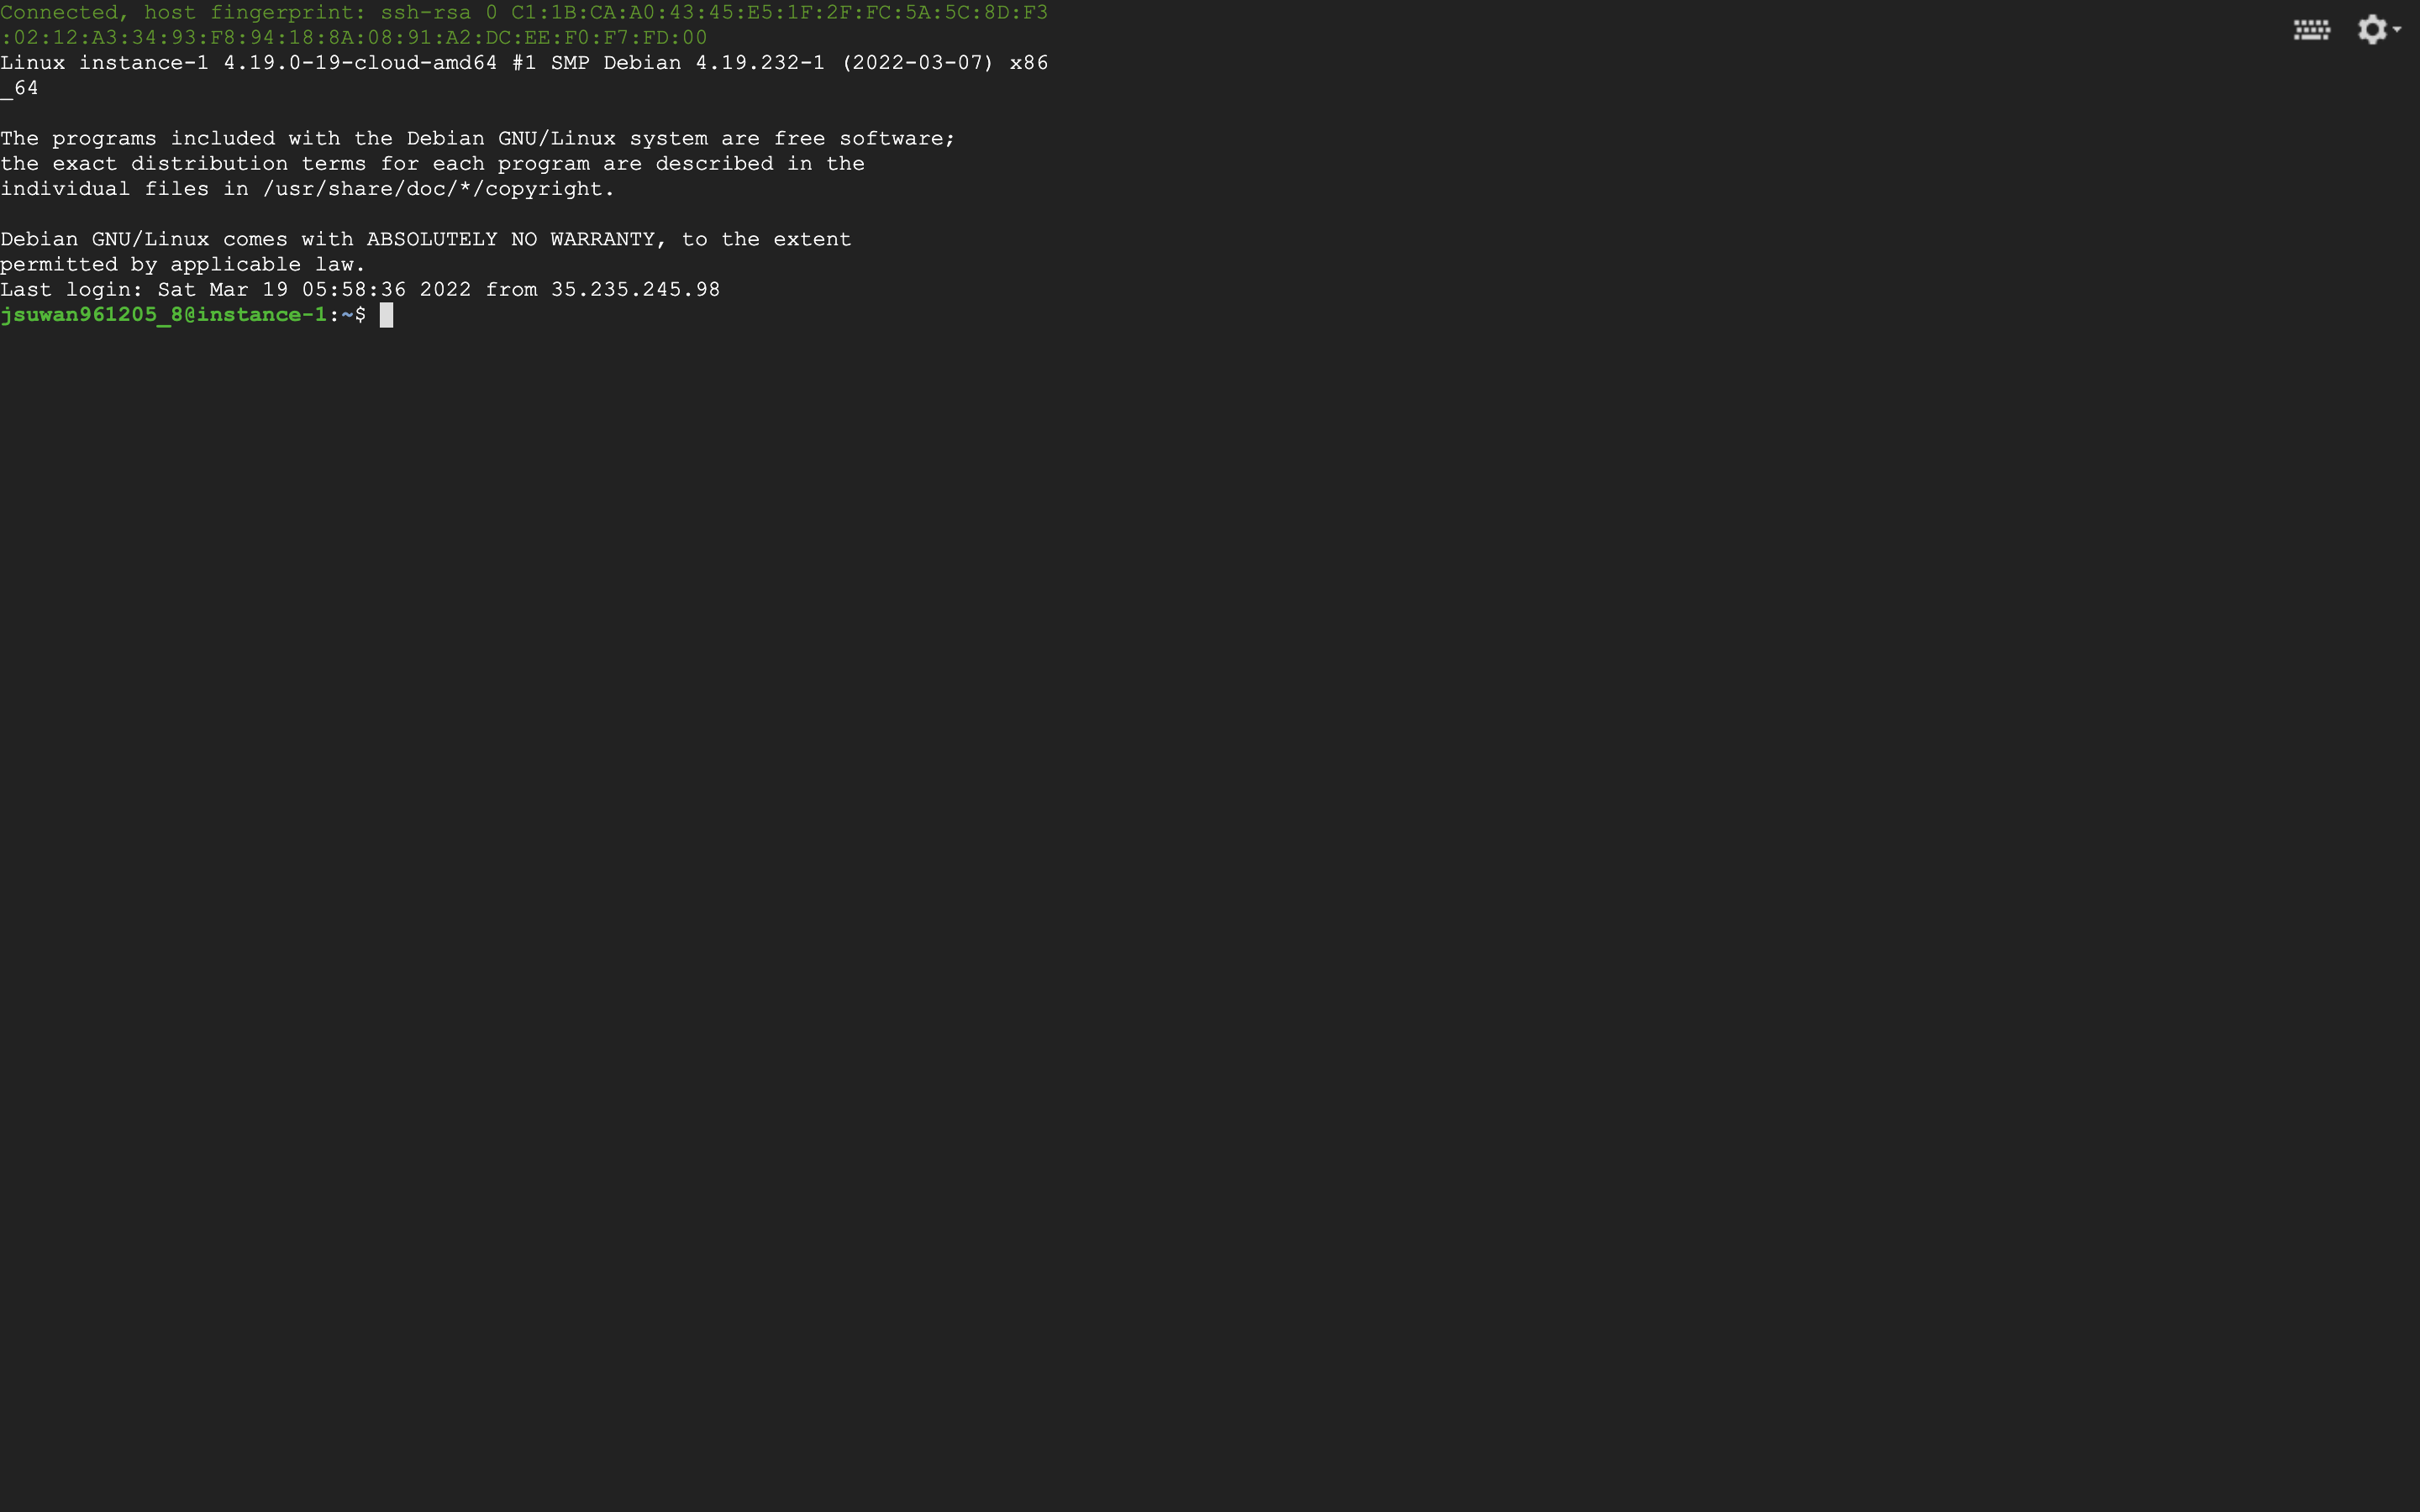 Connected, host fingerprint: ssh-rsa 0 C1:1B:CA:A0:43:45:E5:1F:2F:FC:5A:5C:8D:F3
:02:12:A3:34:93:F8:94:18:8A:08:91:A2:DC:EE:F0:F7:FD:00
Linux instance-1 4.19.0-19-cloud-amd64 #1 SMP Debian 4.19.232-1 (2022-03-07) x86
_64
The programs included with the Debian GNU/Linux system are free software;
the exact distribution terms for each program are described in the
individual files in /usr/share/doc/*/copyright.
Debian GNU/Linux comes with ABSOLUTELY NO WARRANTY, to the extent
permitted by applicable law.
Last login: Sat Mar 19 05:58:36 2022 from 35.235.245.98
jsuwan961205_8@instance-1:~$